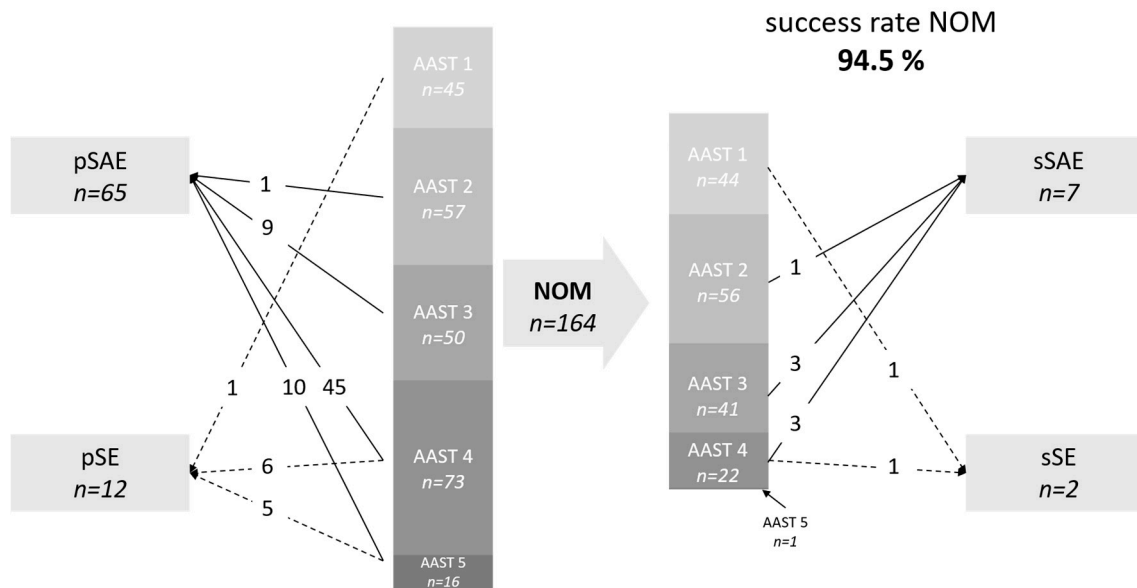 success rate NOM
94.5 %
pSAE
n=65
pSE
n=12
1
9
1
10
45
6
5
AAST 1
n=45
AAST 2
n=57
AAST 3
n=50
AAST 4
n=73
AAST 5
n=16
NOM
n=164
AAST 1
n=44
AAST 2
n=56
AAST 3
n=41
AAST 4
n=22
AAST 5
n=1
1
3
1
3
1
sSAE
n=7
sSE
n=2